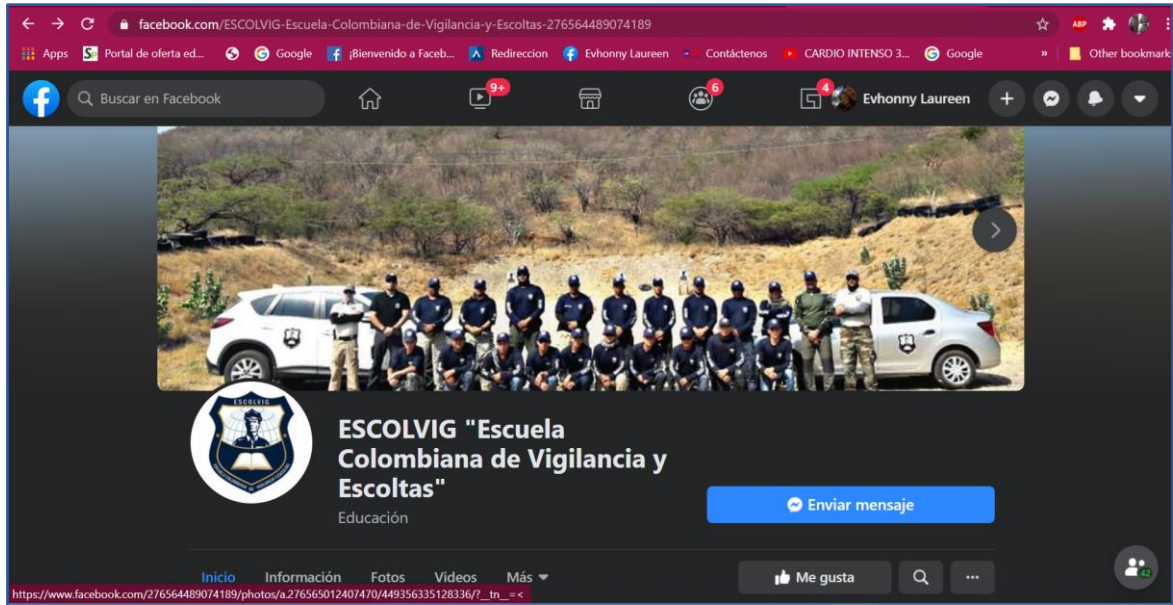 facebook.com/ESCOLVIG-Escuela-Colombiana-de-Vigilancia-y-Escoltas-276564489074189
ABP
Apps Portal de oferta ed... Google ¡Bienvenido a Faceb... Redireccion Evhonny Laureen Contáctenos CARDIO INTENSO 3... Google » Other bookmark
Buscar en Facebook 9+ 6 4 Evhonny Laureen
ESCOLVIG
ESCOLVIG "Escuela
Colombiana de Vigilancia y
Escoltas"
Educación
Enviar mensaje
Inicio Información Fotos Videos Más Me gusta
42
https://www.facebook.com/276564489074189/photos/a.276565012407470/449356335128336/?_tn_=<